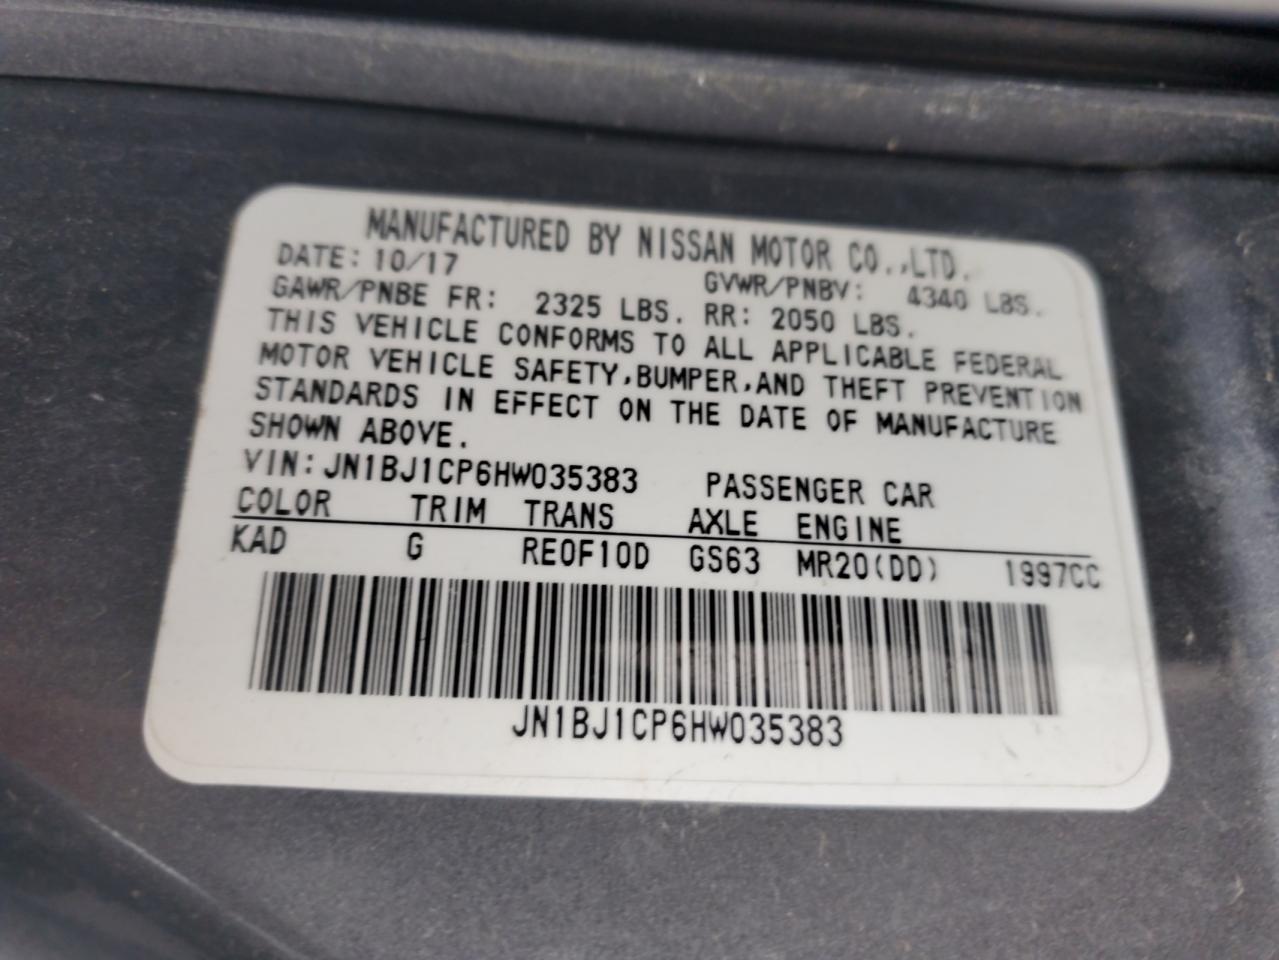 MANUFACTURED BY NISSAN MOTOR CO.,LTD.
DATE: 10/17 GVWR/PNBV: 4340 LBS.
GAWR/PNBE FR: 2325 LBS. RR: 2050 LBS.
THIS VEHICLE CONFORMS TO ALL APPLICABLE FEDERAL
MOTOR VEHICLE SAFETY,BUMPER,AND THEFT PREVENTION
STANDARDS IN EFFECT ON THE DATE OF MANUFACTURE
SHOWN ABOVE.
VIN: JN1BJ1CP6HW035383 PASSENGER CAR
COLOR TRIM TRANS AXLE ENGINE
KAD G RE0F10D GS63 MR20(DD) 1997CC
JN1BJ1CP6HW035383